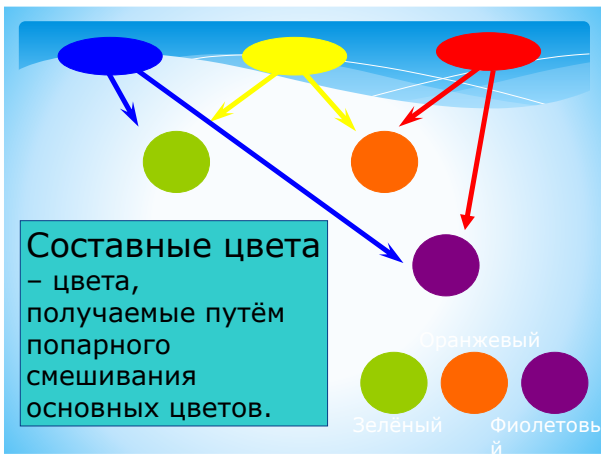 Составные цвета
– цвета,
получаемые путём
попарного
смешивания
основных цветов.
Оранжевый
Зеленый
Фиолетовы
й